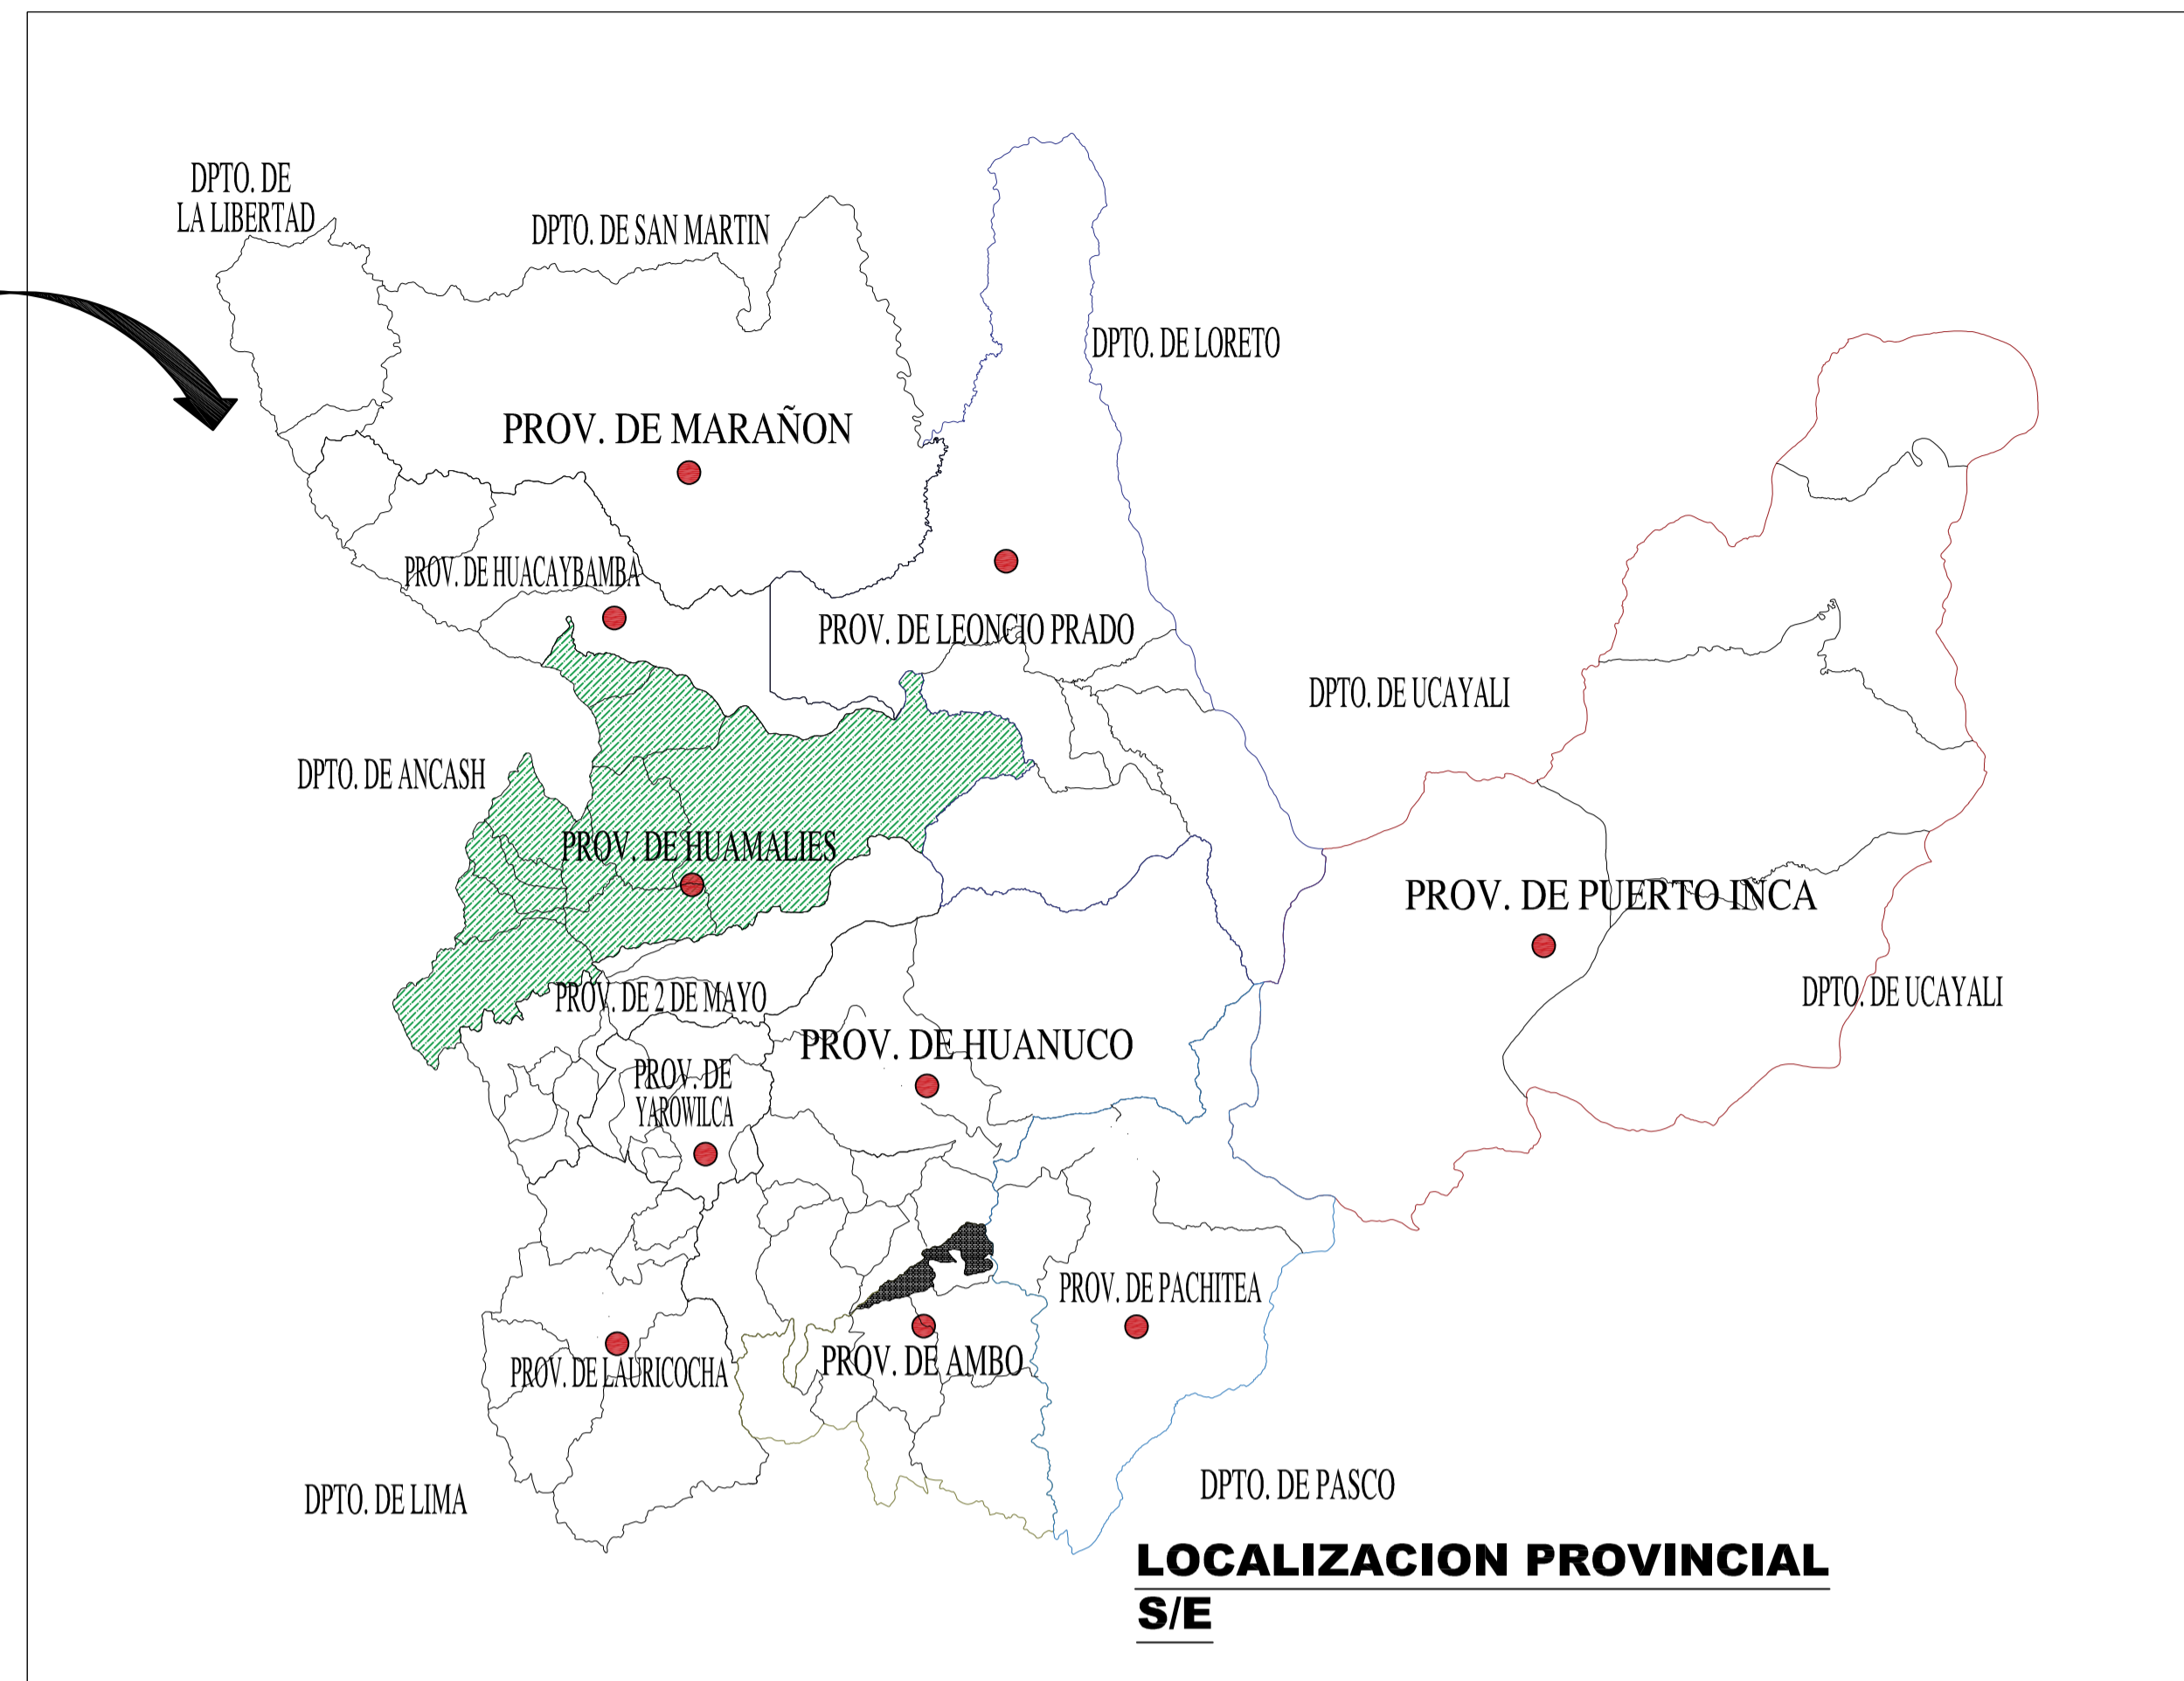 DPTO. DE
LA LIBERTAD
DPTO. DE SAN MARTIN
DPTO. DE LORETO
PROV. DE MARAÑON
PROV. DE HUACAYBAMBA
PROV. DE LEONCIO PRADO
DPTO. DE UCAYALI
DPTO. DE ANCASH
PROV. DE HUAMALIES
PROV. DE PUERTO INCA
DPTO. DE UCAYALI
PROV. DE 2 DE MAYO
PROV. DE HUANUCO
PROV. DE
YAROWILCA
PROV. DE PACHITEA
PROV. DE AMBO
PROV. DE LAURICOCHA
DPTO. DE LIMA
DPTO. DE PASCO
LOCALIZACION PROVINCIAL
S/E